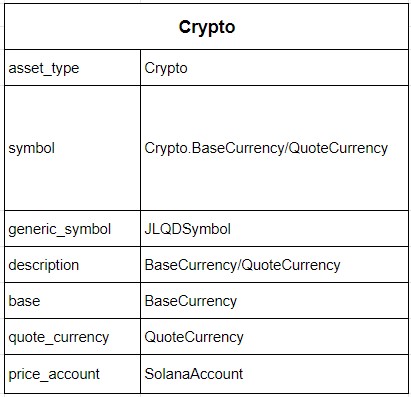 Crypto
asset_type Crypto
symbol Crypto.BaseCurrency/QuoteCurrency
generic_symbol JLQDSymbol
description BaseCurrency/QuoteCurrency
base BaseCurrency
quote_currency QuoteCurrency
price_account SolanaAccount